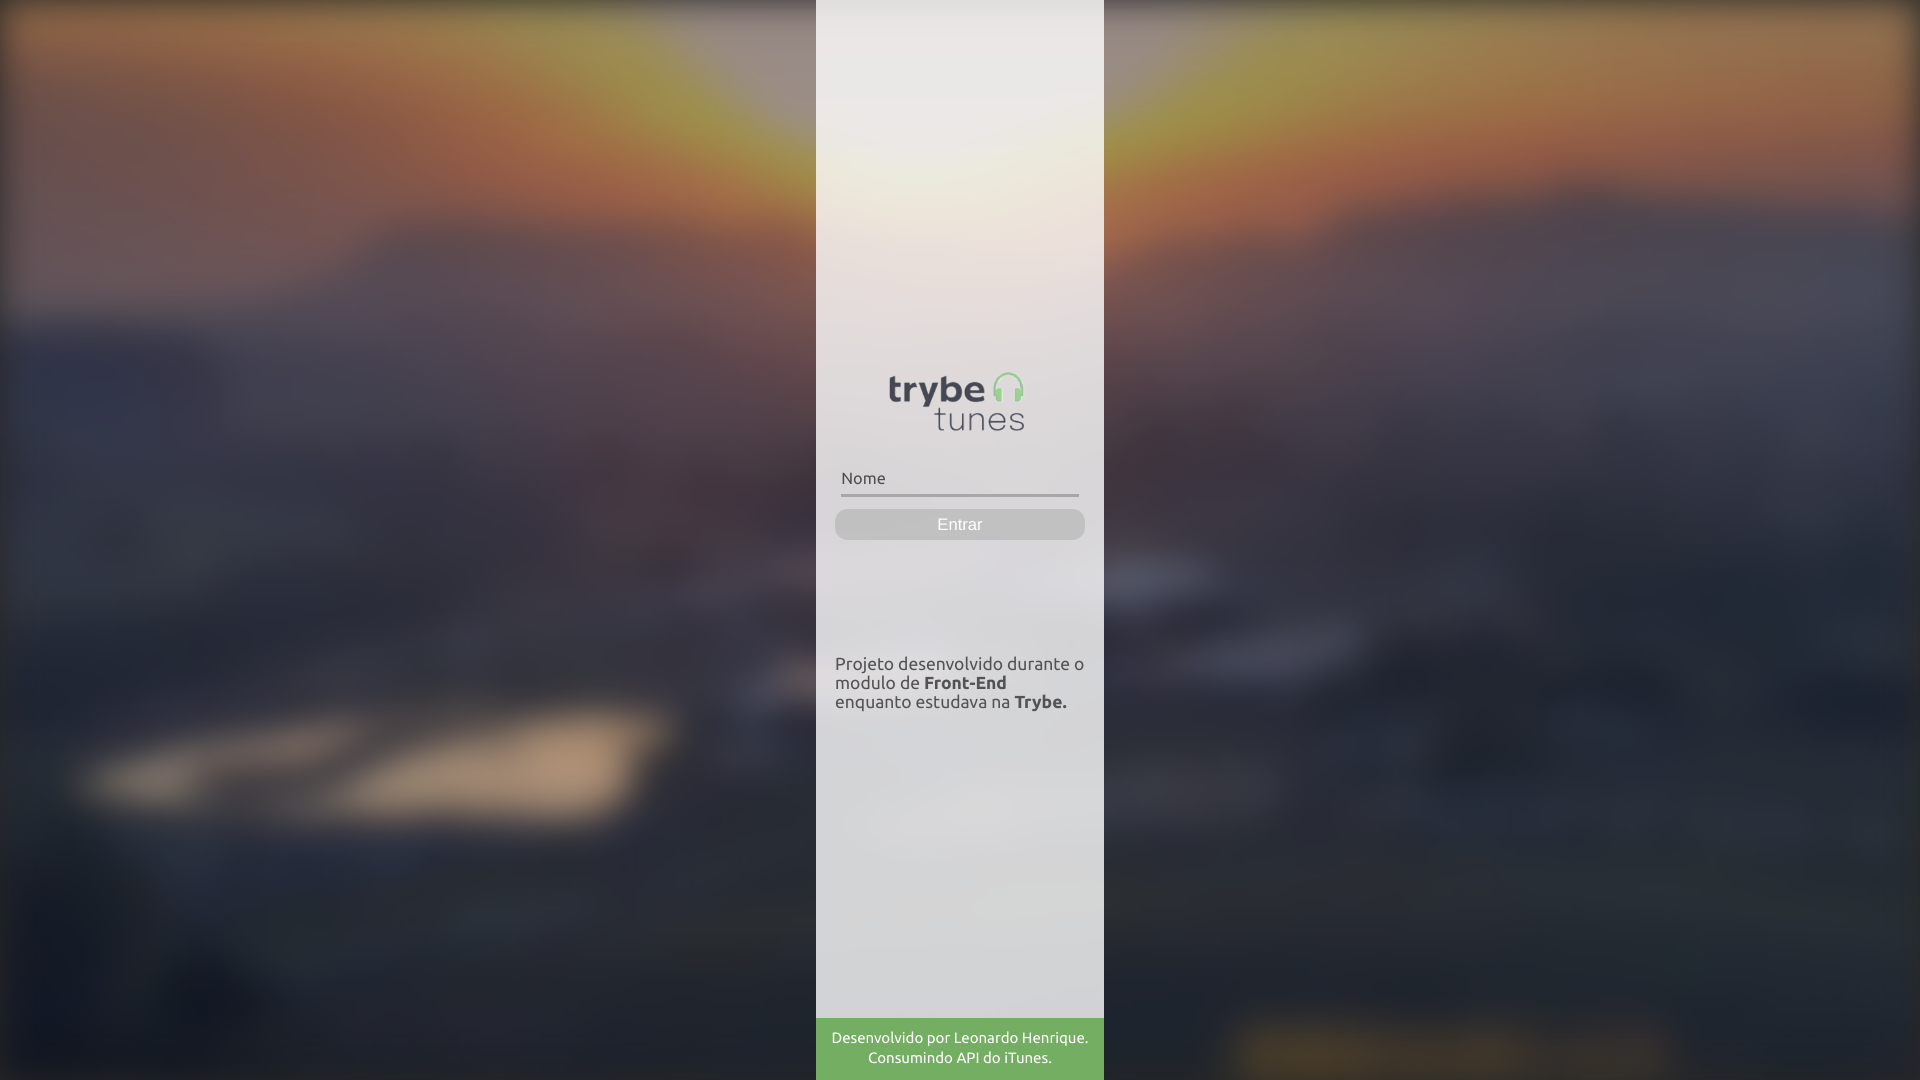 trybe
tunes
Nome
Entrar
Projeto desenvolvido durante o
modulo de Front-End
enquanto estudava na Trybe.
Desenvolvido por Leonardo Henrique.
Consumindo API do iTunes.